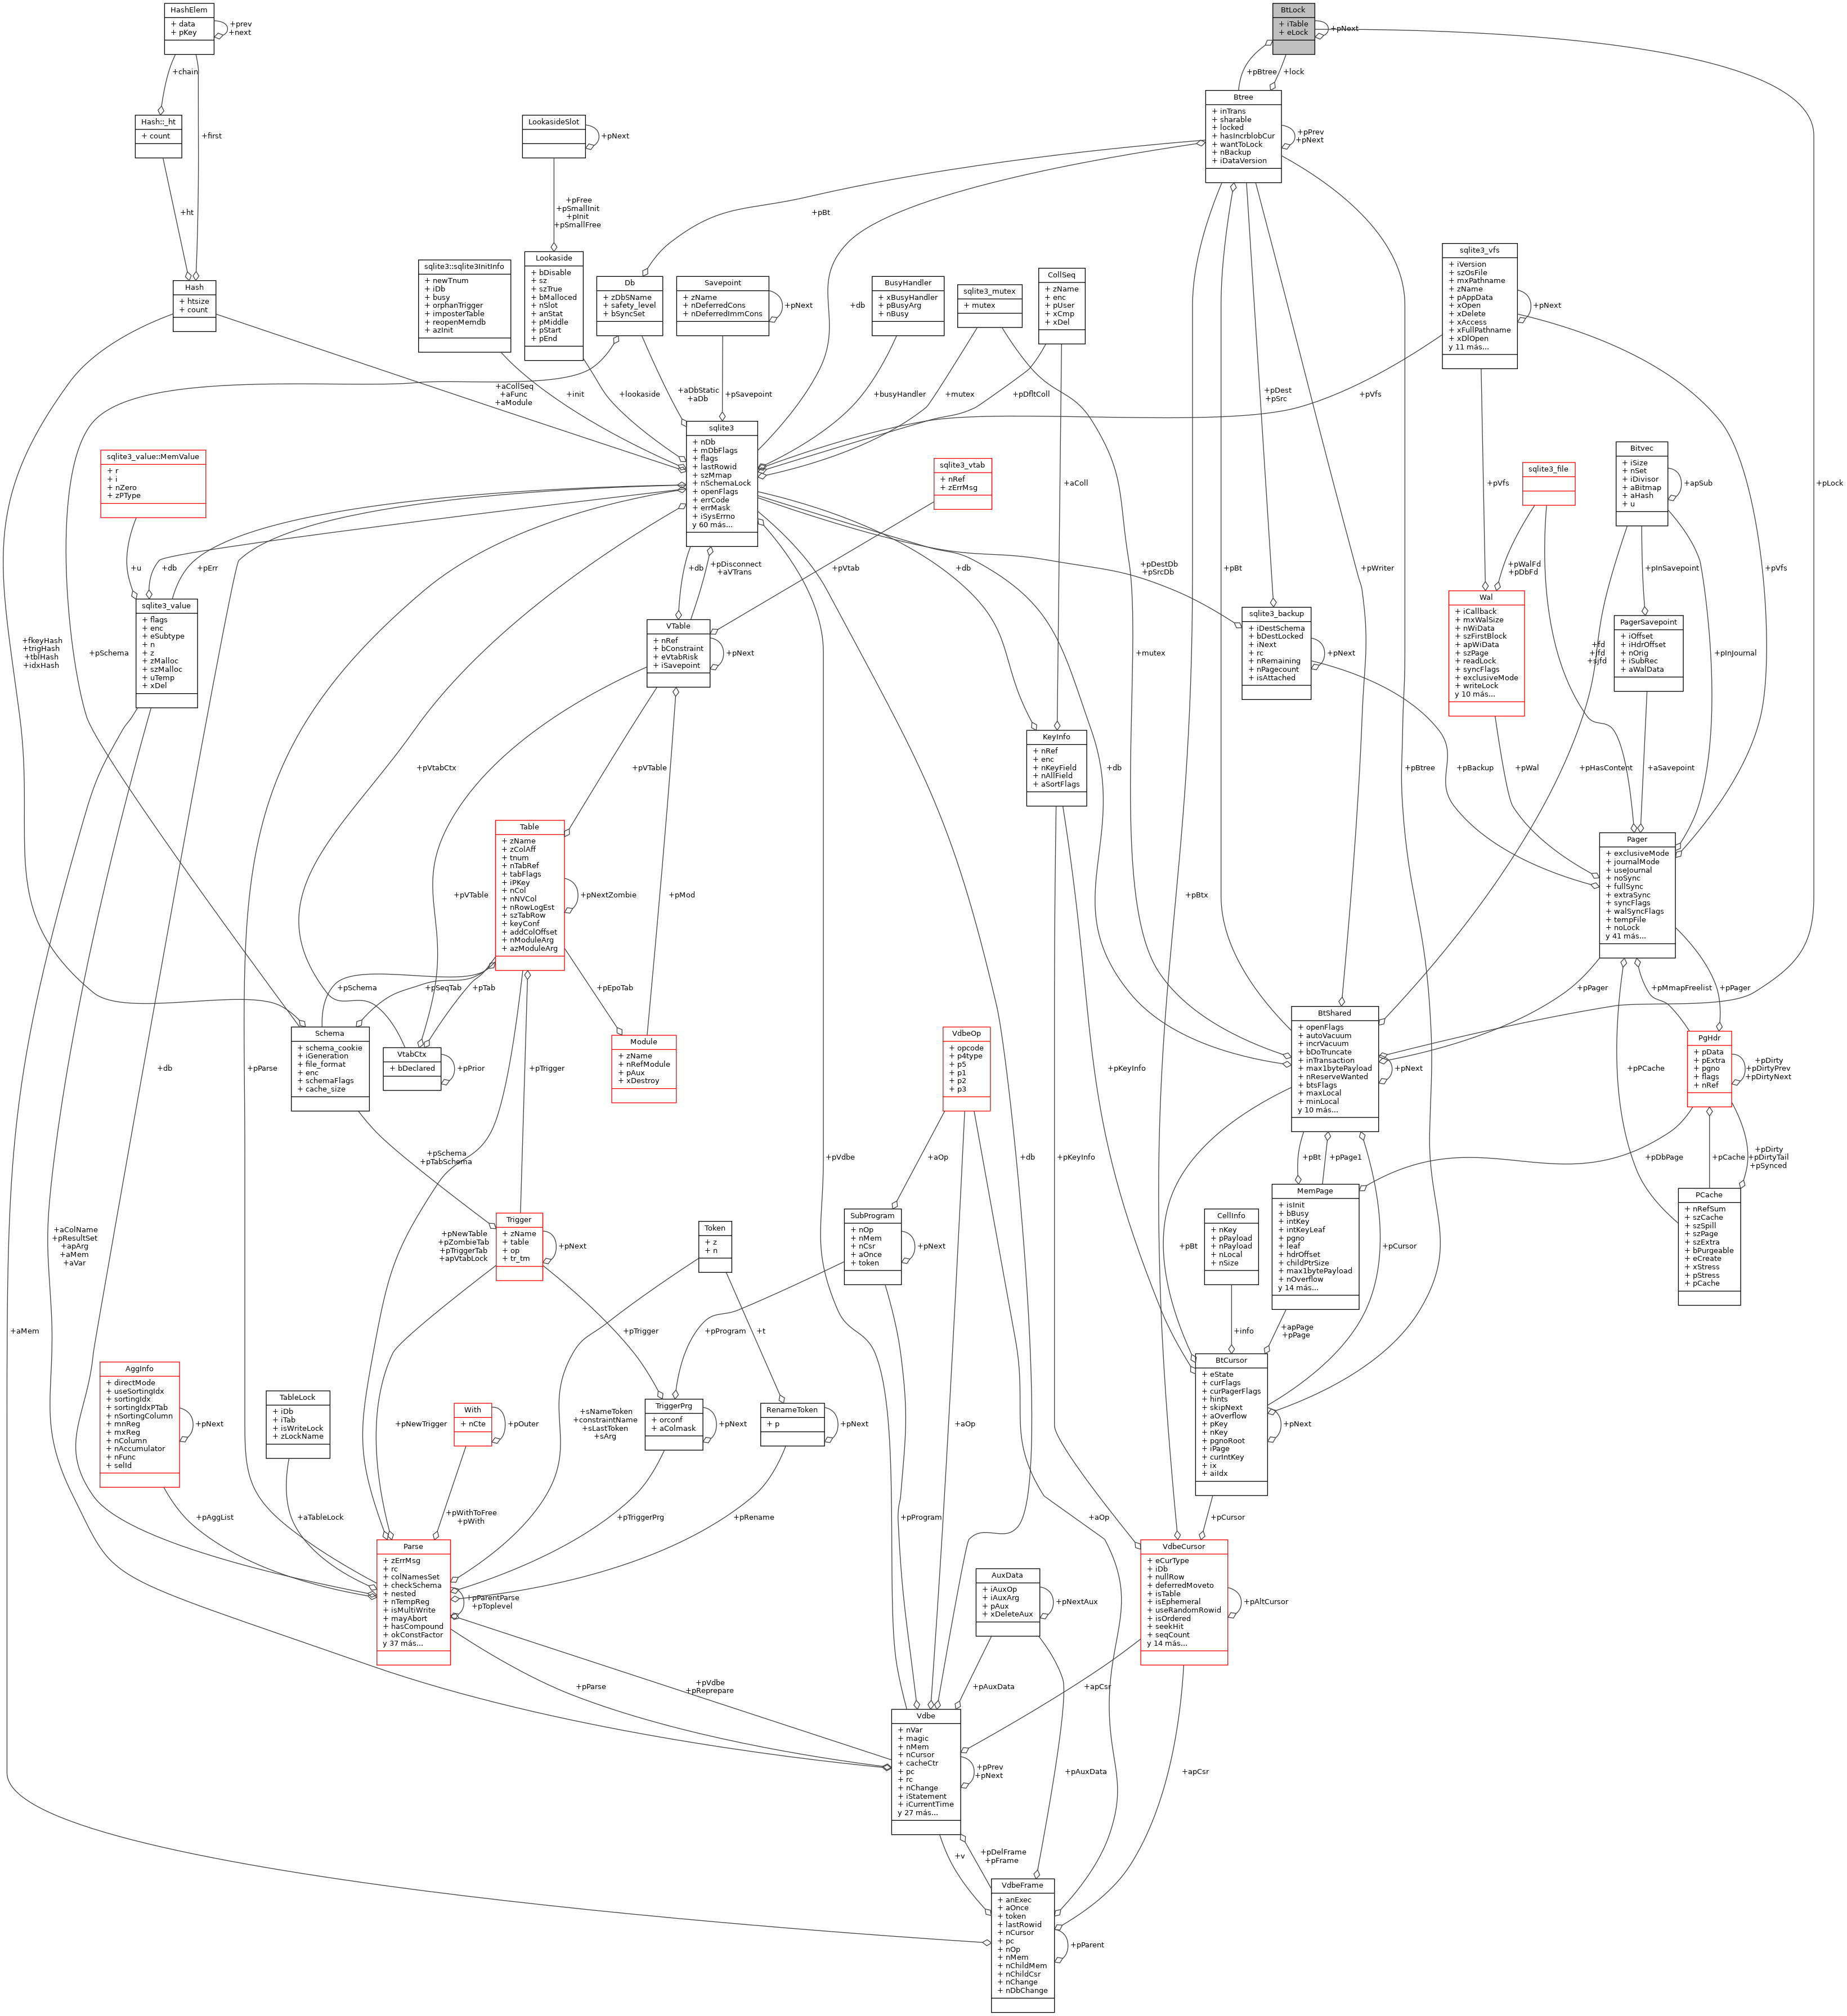 HashElem
+ data
+ pKey
+prev
+next
BtLock
+ iTable
+ eLock
+pNext
+chain
+first
+pBtree
+lock
Hash::_ht
+ count
+ht
LookasideSlot
+pNext
Btree
+ inTrans
+ sharable
+ locked
+ hasIncrblobCur
+ wantToLock
+ nBackup
+ iDataVersion
+pPrev
+pNext
+pFree
+pSmallInit
+pInit
+pSmallFree
+pBt
Hash
+ htsize
+ count
sqlite3::sqlite3InitInfo
+ newTnum
+ iDb
+ busy
+ orphanTrigger
+ imposterTable
+ reopenMemdb
+ azInit
Lookaside
+ bDisable
+ sz
+ szTrue
+ bMalloced
+ nSlot
+ anStat
+ pMiddle
+ pStart
+ pEnd
Db
+ zDbSName
+ safety_level
+ bSyncSet
Savepoint
+ zName
+ nDeferredCons
+ nDeferredImmCons
+pNext
+db
BusyHandler
+ xBusyHandler
+ pBusyArg
+ nBusy
sqlite3_mutex
+ mutex
CollSeq
+ zName
+ enc
+ pUser
+ xCmp
+ xDel
sqlite3_vfs
+ iVersion
+ szOsFile
+ mxPathname
+ zName
+ pAppData
+ xOpen
+ xDelete
+ xAccess
+ xFullPathname
+ xDlOpen
y 11 más...
+pNext
+aCollSeq
+aFunc
+aModule
+init
+lookaside
+aDbStatic
+aDb
+pSavepoint
+busyHandler
+mutex
+pDfltColl
+pDest
+pSrc
+pVfs
sqlite3
+ nDb
+ mDbFlags
+ flags
+ lastRowid
+ szMmap
+ nSchemaLock
+ openFlags
+ errCode
+ errMask
+ iSysErrno
y 60 más...
sqlite3_value::MemValue
+ r
+ i
+ nZero
+ zPType
sqlite3_vtab
+ nRef
+ zErrMsg
+aColl
+pVfs
sqlite3_file
Bitvec
+ iSize
+ nSet
+ iDivisor
+ aBitmap
+ aHash
+ u
+apSub
+pLock
+u
+db
+pErr
+db
+pDisconnect
+aVTrans
+pVtab
+db
+pDestDb
+pSrcDb
+pBt
+pWriter
+pWalFd
+pDbFd
+pInSavepoint
+pVfs
sqlite3_value
+ flags
+ enc
+ eSubtype
+ n
+ z
+ zMalloc
+ szMalloc
+ uTemp
+ xDel
+fkeyHash
+trigHash
+tblHash
+idxHash
+pSchema
VTable
+ nRef
+ bConstraint
+ eVtabRisk
+ iSavepoint
+pNext
+mutex
sqlite3_backup
+ iDestSchema
+ bDestLocked
+ iNext
+ rc
+ nRemaining
+ nPagecount
+ isAttached
+pNext
Wal
+ iCallback
+ mxWalSize
+ nWiData
+ szFirstBlock
+ apWiData
+ szPage
+ readLock
+ syncFlags
+ exclusiveMode
+ writeLock
y 10 más...
+fd
+jfd
+sjfd
PagerSavepoint
+ iOffset
+ iHdrOffset
+ nOrig
+ iSubRec
+ aWalData
+pInJournal
KeyInfo
+ nRef
+ enc
+ nKeyField
+ nAllField
+ aSortFlags
+pVtabCtx
+pVTable
+db
+pBtree
+pBackup
+pWal
+pHasContent
+aSavepoint
Table
+ zName
+ zColAff
+ tnum
+ nTabRef
+ tabFlags
+ iPKey
+ nCol
+ nNVCol
+ nRowLogEst
+ szTabRow
+ keyConf
+ addColOffset
+ nModuleArg
+ azModuleArg
+pNextZombie
+pVTable
+pMod
+pBtx
Pager
+ exclusiveMode
+ journalMode
+ useJournal
+ noSync
+ fullSync
+ extraSync
+ syncFlags
+ walSyncFlags
+ tempFile
+ noLock
y 41 más...
+pSchema
+pSeqTab
+pTab
+pEpoTab
+pPager
+pMmapFreelist
+pPager
Schema
+ schema_cookie
+ iGeneration
+ file_format
+ enc
+ schemaFlags
+ cache_size
VtabCtx
+ bDeclared
+pPrior
+db
+pParse
+pTrigger
Module
+ zName
+ nRefModule
+ pAux
+ xDestroy
VdbeOp
+ opcode
+ p4type
+ p5
+ p1
+ p2
+ p3
+pKeyInfo
BtShared
+ openFlags
+ autoVacuum
+ incrVacuum
+ bDoTruncate
+ inTransaction
+ max1bytePayload
+ nReserveWanted
+ btsFlags
+ maxLocal
+ minLocal
y 10 más...
+pNext
+pPCache
PgHdr
+ pData
+ pExtra
+ pgno
+ flags
+ nRef
+pDirty
+pDirtyPrev
+pDirtyNext
+pSchema
+pTabSchema
+pVdbe
+aOp
+db
+pKeyInfo
+pBt
+pPage1
+pDbPage
+pCache
+pDirty
+pDirtyTail
+pSynced
+aColName
+pResultSet
+apArg
+aMem
+aVar
+pNewTable
+pZombieTab
+pTriggerTab
+apVtabLock
Trigger
+ zName
+ table
+ op
+ tr_tm
+pNext
Token
+ z
+ n
SubProgram
+ nOp
+ nMem
+ nCsr
+ aOnce
+ token
+pNext
+pBt
CellInfo
+ nKey
+ pPayload
+ nPayload
+ nLocal
+ nSize
MemPage
+ isInit
+ bBusy
+ intKey
+ intKeyLeaf
+ pgno
+ leaf
+ hdrOffset
+ childPtrSize
+ max1bytePayload
+ nOverflow
y 14 más...
+pCursor
PCache
+ nRefSum
+ szCache
+ szSpill
+ szPage
+ szExtra
+ bPurgeable
+ eCreate
+ xStress
+ pStress
+ pCache
+aMem
+pTrigger
+pProgram
+t
+info
+apPage
+pPage
AggInfo
+ directMode
+ useSortingIdx
+ sortingIdx
+ sortingIdxPTab
+ nSortingColumn
+ mnReg
+ mxReg
+ nColumn
+ nAccumulator
+ nFunc
+ selId
+pNext
TableLock
+ iDb
+ iTab
+ isWriteLock
+ zLockName
+pNewTrigger
With
+ nCte
+pOuter
+sNameToken
+constraintName
+sLastToken
+sArg
TriggerPrg
+ orconf
+ aColmask
+pNext
RenameToken
+ p
+pNext
+aOp
BtCursor
+ eState
+ curFlags
+ curPagerFlags
+ hints
+ skipNext
+ aOverflow
+ pKey
+ nKey
+ pgnoRoot
+ iPage
+ curIntKey
+ ix
+ aiIdx
+pNext
+pAggList
+aTableLock
+pWithToFree
+pWith
+pTriggerPrg
+pRename
+pProgram
+aOp
+pCursor
Parse
+ zErrMsg
+ rc
+ colNamesSet
+ checkSchema
+ nested
+ nTempReg
+ isMultiWrite
+ mayAbort
+ hasCompound
+ okConstFactor
y 37 más...
+pParentParse
+pToplevel
AuxData
+ iAuxOp
+ iAuxArg
+ pAux
+ xDeleteAux
+pNextAux
VdbeCursor
+ eCurType
+ iDb
+ nullRow
+ deferredMoveto
+ isTable
+ isEphemeral
+ useRandomRowid
+ isOrdered
+ seekHit
+ seqCount
y 14 más...
+pAltCursor
+pParse
+pVdbe
+pReprepare
+pAuxData
+apCsr
Vdbe
+ nVar
+ magic
+ nMem
+ nCursor
+ cacheCtr
+ pc
+ rc
+ nChange
+ iStatement
+ iCurrentTime
y 27 más...
+pPrev
+pNext
+pAuxData
+apCsr
+v
+pDelFrame
+pFrame
VdbeFrame
+ anExec
+ aOnce
+ token
+ lastRowid
+ nCursor
+ pc
+ nOp
+ nMem
+ nChildMem
+ nChildCsr
+ nChange
+ nDbChange
+pParent